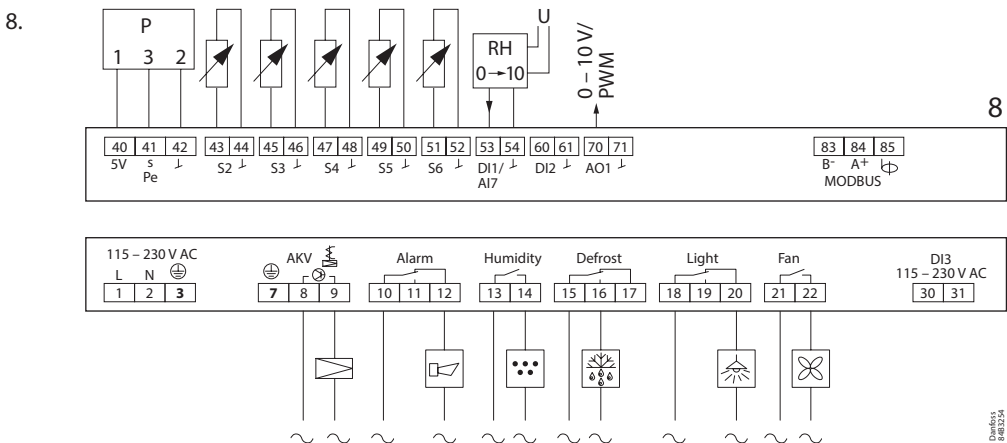 8.
P
1 3 2
U
RH
0→10
0 – 10 V/
PWM
8
40 41 42 43 44 45 46 47 48 49 50 51 52 53 54 60 61 70 71 83 84 85
5V s S2 S3 S4 S5 S6 DI1/ DI2 AO1 B- A+
Pe AI7 MODBUS
115 – 230 V AC AKV Alarm Humidity Defrost Light Fan DI3
L N 115 – 230 V AC
1 2 3 7 8 9 10 11 12 13 14 15 16 17 18 19 20 21 22 30 31
Danfoss
84B3254